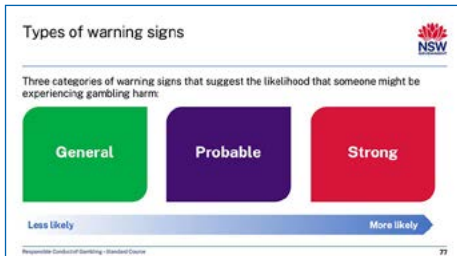 Types of warning signs
NSW
Three categories of warning signs that suggest the likelihood that someone might be
experiencing gambling harm:
General
Probable
Strong
Less likely
More likely
Responsible Conduct of Gambling - Standard Course
77